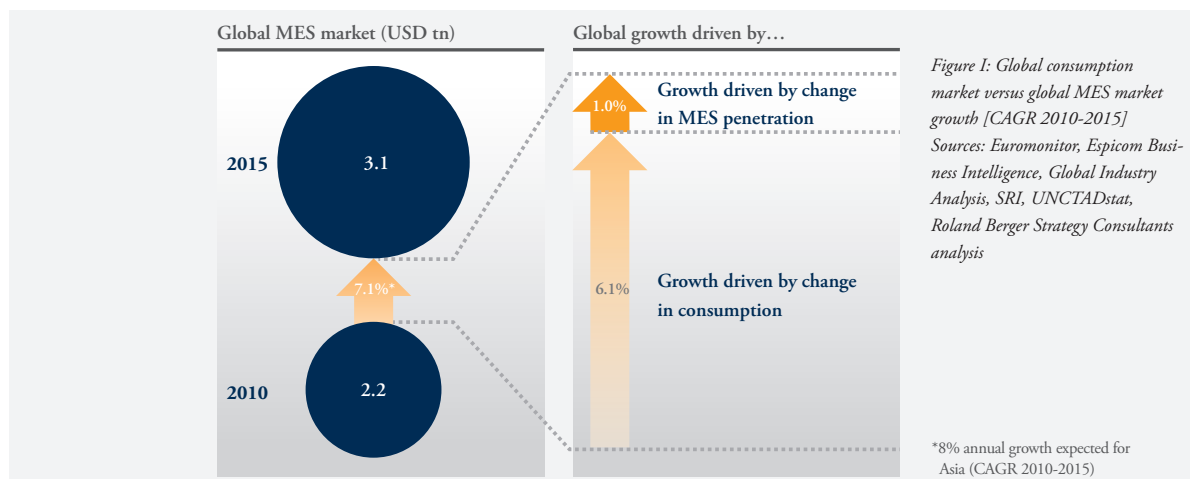 Global MES market (USD tn)
2015
3.1
7.1%*
2010
2.2
Global growth driven by…
1.0%
Growth driven by change
in MES penetration
6.1%
Growth driven by change
in consumption
Figure I: Global consumption
market versus global MES market
growth [CAGR 2010-2015]
Sources: Euromonitor, Espicom Busi-
ness Intelligence, Global Industry
Analysis, SRI, UNCTADstat,
Roland Berger Strategy Consultants
analysis
*8% annual growth expected for
Asia (CAGR 2010-2015)